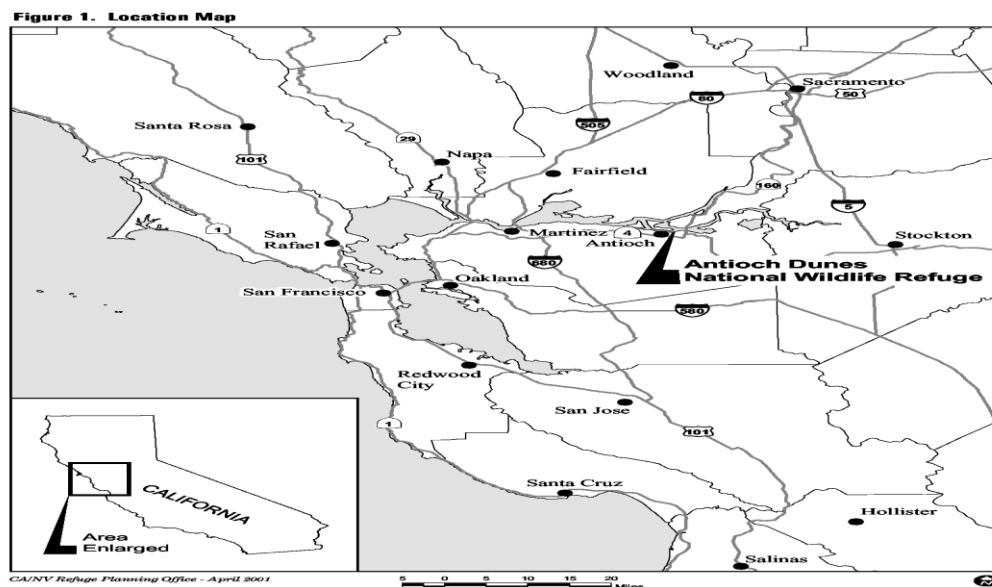 Figure 1. Location Map
Woodland
Sacramento
80
50
505
Santa Rosa
101
29
Napa
Fairfield
160
5
1
San
Rafael
Martinez
4
Antioch
Stockton
680
Antioch Dunes
National Wildlife Refuge
Oakland
San Francisco
580
Redwood
City
San Jose
1
101
Santa Cruz
Hollister
Salinas
CALIFORNIA
Area
Enlarged
CA/NV Refuge Planning Office - April 2001
5 0 5 10 15 20
Miles